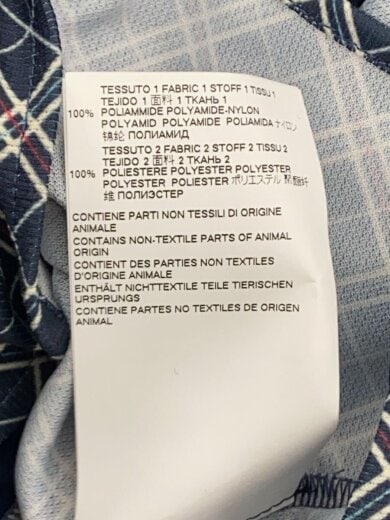 TESSUTO 1 FABRIC 1 STOFF 1 TISSU 1
TEJIDO 1 面料 1 ТКАНЬ 1
100% POLIAMMIDE POLYAMIDE-NYLON
POLYAMID POLYAMIDE POLIAMIDA ナイロン
锦纶 ПОЛИАМИД
TESSUTO 2 FABRIC 2 STOFF 2 TISSU 2
TEJIDO 2 面料 2 ТКАНЬ 2
100% POLIESTERE POLYESTER POLYESTER
POLYESTER POLIESTER ポリエステル 聚酯纤
维 ПОЛИЭСТЕР
CONTIENE PARTI NON TESSILI DI ORIGINE
ANIMALE
CONTAINS NON-TEXTILE PARTS OF ANIMAL
ORIGIN
CONTIENT DES PARTIES NON TEXTILES
D'ORIGINE ANIMALE
ENTHÄLT NICHTTEXTILE TEILE TIERISCHEN
URSPRUNGS
CONTIENE PARTES NO TEXTILES DE ORIGEN
ANIMAL